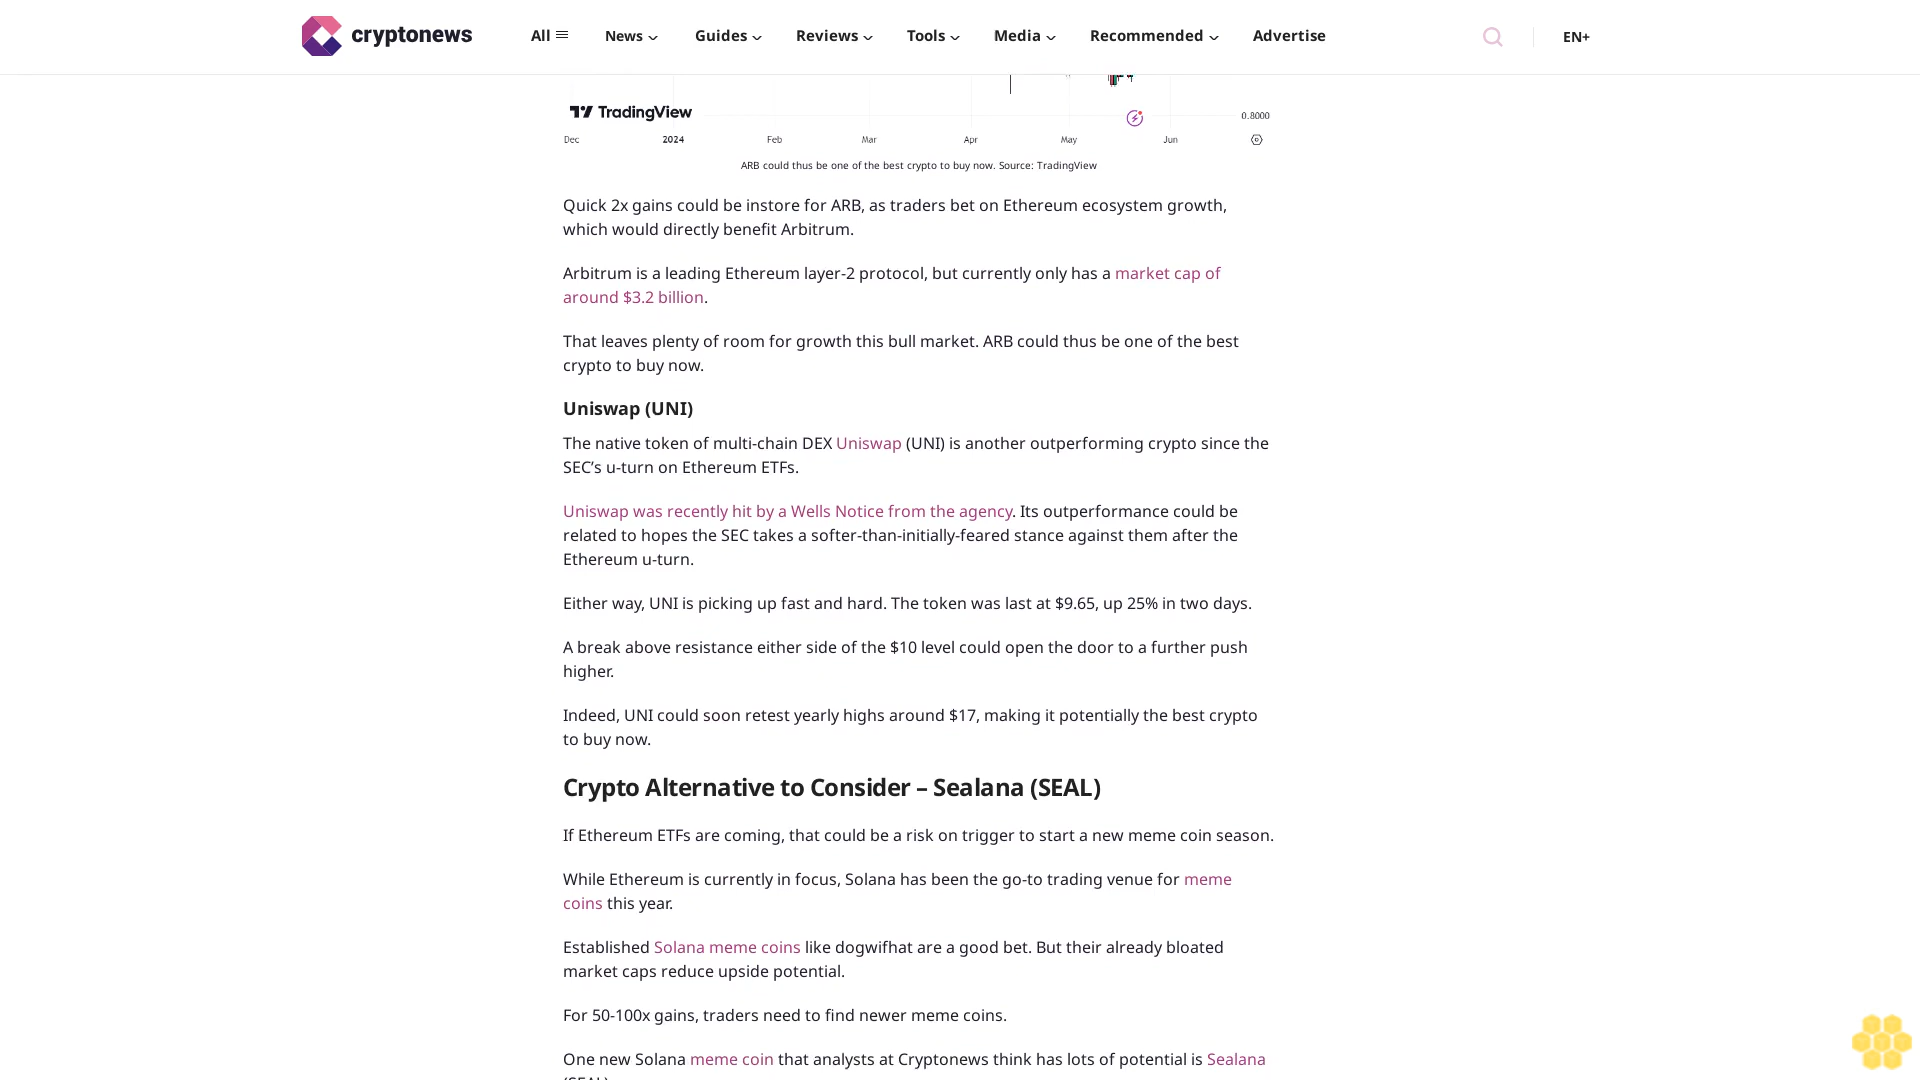 cryptonews All News Guides Reviews Tools Media Recommended Advertise EN+
TradingView 0.8000
Dec 2024 Feb Mar Apr May Jun
ARB could thus be one of the best crypto to buy now. Source: TradingView
Quick 2x gains could be instore for ARB, as traders bet on Ethereum ecosystem growth,
which would directly benefit Arbitrum.
Arbitrum is a leading Ethereum layer-2 protocol, but currently only has a market cap of
around $3.2 billion.
That leaves plenty of room for growth this bull market. ARB could thus be one of the best
crypto to buy now.
Uniswap (UNI)
The native token of multi-chain DEX Uniswap (UNI) is another outperforming crypto since the
SEC’s u-turn on Ethereum ETFs.
Uniswap was recently hit by a Wells Notice from the agency. Its outperformance could be
related to hopes the SEC takes a softer-than-initially-feared stance against them after the
Ethereum u-turn.
Either way, UNI is picking up fast and hard. The token was last at $9.65, up 25% in two days.
A break above resistance either side of the $10 level could open the door to a further push
higher.
Indeed, UNI could soon retest yearly highs around $17, making it potentially the best crypto
to buy now.
Crypto Alternative to Consider – Sealana (SEAL)
If Ethereum ETFs are coming, that could be a risk on trigger to start a new meme coin season.
While Ethereum is currently in focus, Solana has been the go-to trading venue for meme
coins this year.
Established Solana meme coins like dogwifhat are a good bet. But their already bloated
market caps reduce upside potential.
For 50-100x gains, traders need to find newer meme coins.
One new Solana meme coin that analysts at Cryptonews think has lots of potential is Sealana